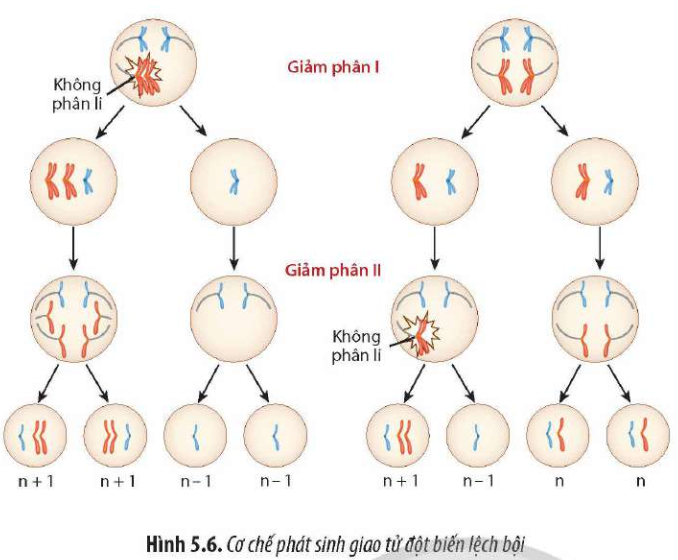 Giảm phân I
Không
phân li
Giảm phân II
Không
phân li
n + 1
n + 1
n – 1
n – 1
n + 1
n – 1
n
n
Hình 5.6. Cơ chế phát sinh giao tử đột biến lệch bội